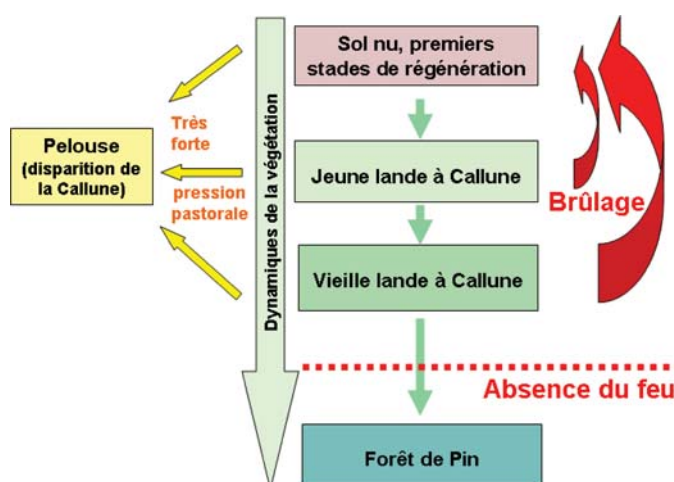 Sol nu, premiers
stades de régénération
Très
forte
Pelouse
(disparition de
la Callune)
pression
pastorale
Dynamiques de la végétation
Jeune lande à Callune
Brûlage
Vieille lande à Callune
Absence du feu
Forêt de Pin